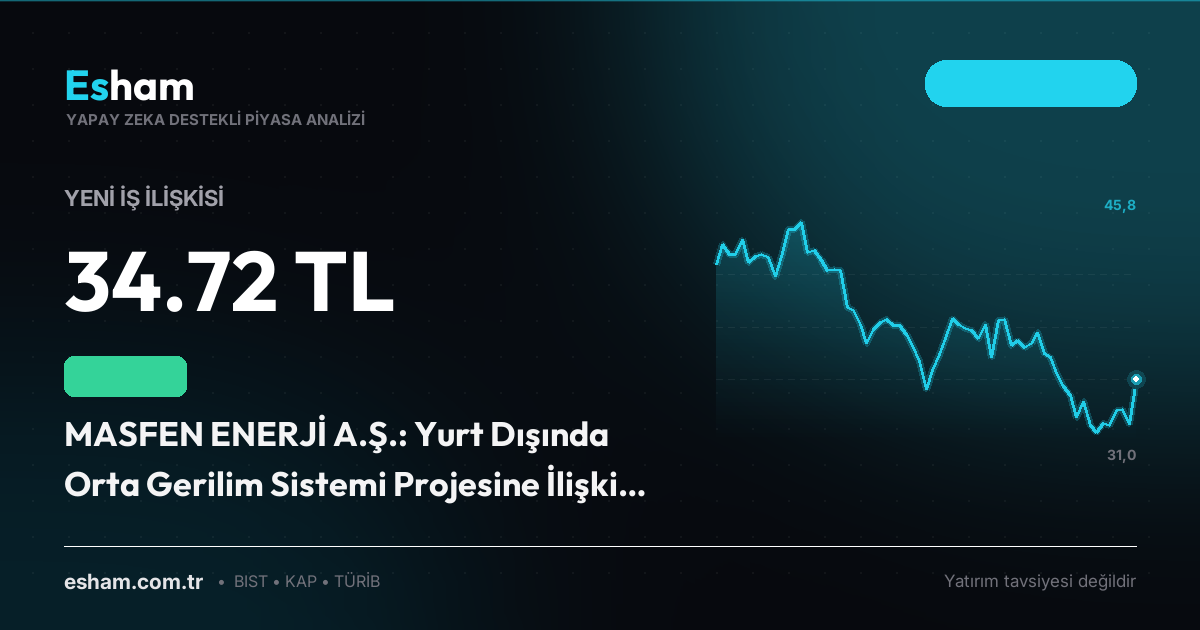 Esham
YAPAY ZEKA DESTEKLİ PİYASA ANALİZİ
YENİ İŞ İLİŞKİSİ
34.72 TL
MASFEN ENERJİ A.Ş.: Yurt Dışında
Orta Gerilim Sistemi Projesine İlişki...
45,8
31,0
esham.com.tr • BIST • KAP • TÜRİB
Yatırım tavsiyesi değildir